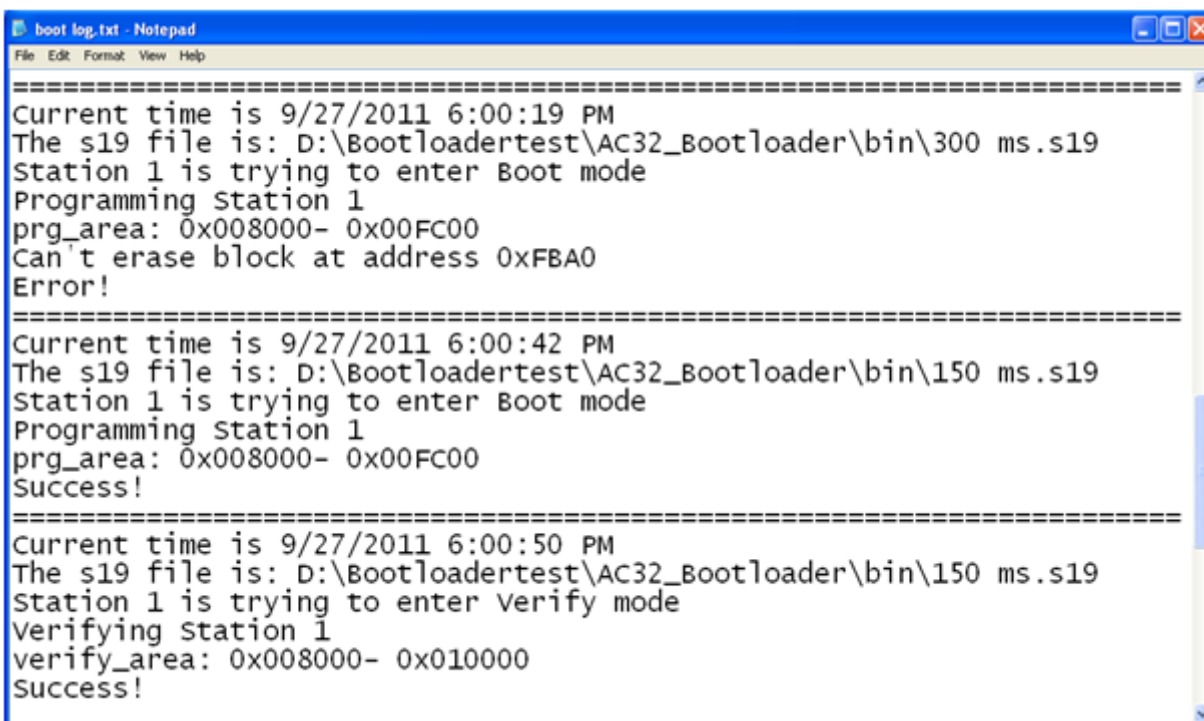 boot log.txt - Notepad
File Edit Format View Help
======================================================================
Current time is 9/27/2011 6:00:19 PM
The s19 file is: D:\Bootloadertest\AC32_Bootloader\bin\300 ms.s19
Station 1 is trying to enter Boot mode
Programming Station 1
prg_area: 0x008000- 0x00FC00
Can't erase block at address 0xFBA0
Error!
======================================================================
Current time is 9/27/2011 6:00:42 PM
The s19 file is: D:\Bootloadertest\AC32_Bootloader\bin\150 ms.s19
Station 1 is trying to enter Boot mode
Programming Station 1
prg_area: 0x008000- 0x00FC00
Success!
======================================================================
Current time is 9/27/2011 6:00:50 PM
The s19 file is: D:\Bootloadertest\AC32_Bootloader\bin\150 ms.s19
Station 1 is trying to enter Verify mode
Verifying Station 1
verify_area: 0x008000- 0x010000
Success!